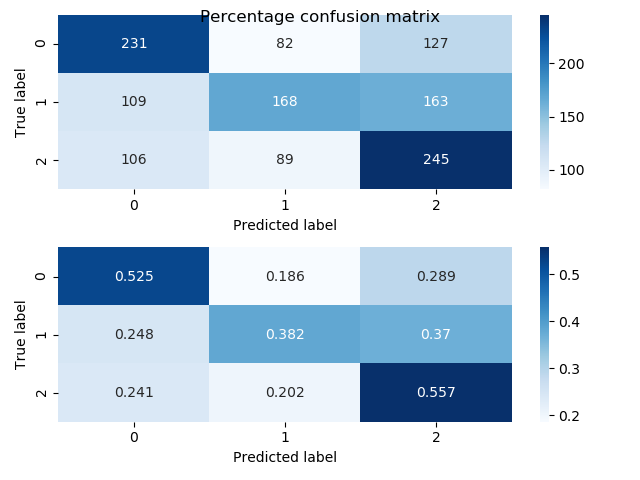 Percentage confusion matrix
True label
0 231 82 127
1 109 168 163
2 106 89 245
0 1 2
Predicted label
200
150
100
True label
0 0.525 0.186 0.289
1 0.248 0.382 0.37
2 0.241 0.202 0.557
0 1 2
Predicted label
0.5
0.4
0.3
0.2